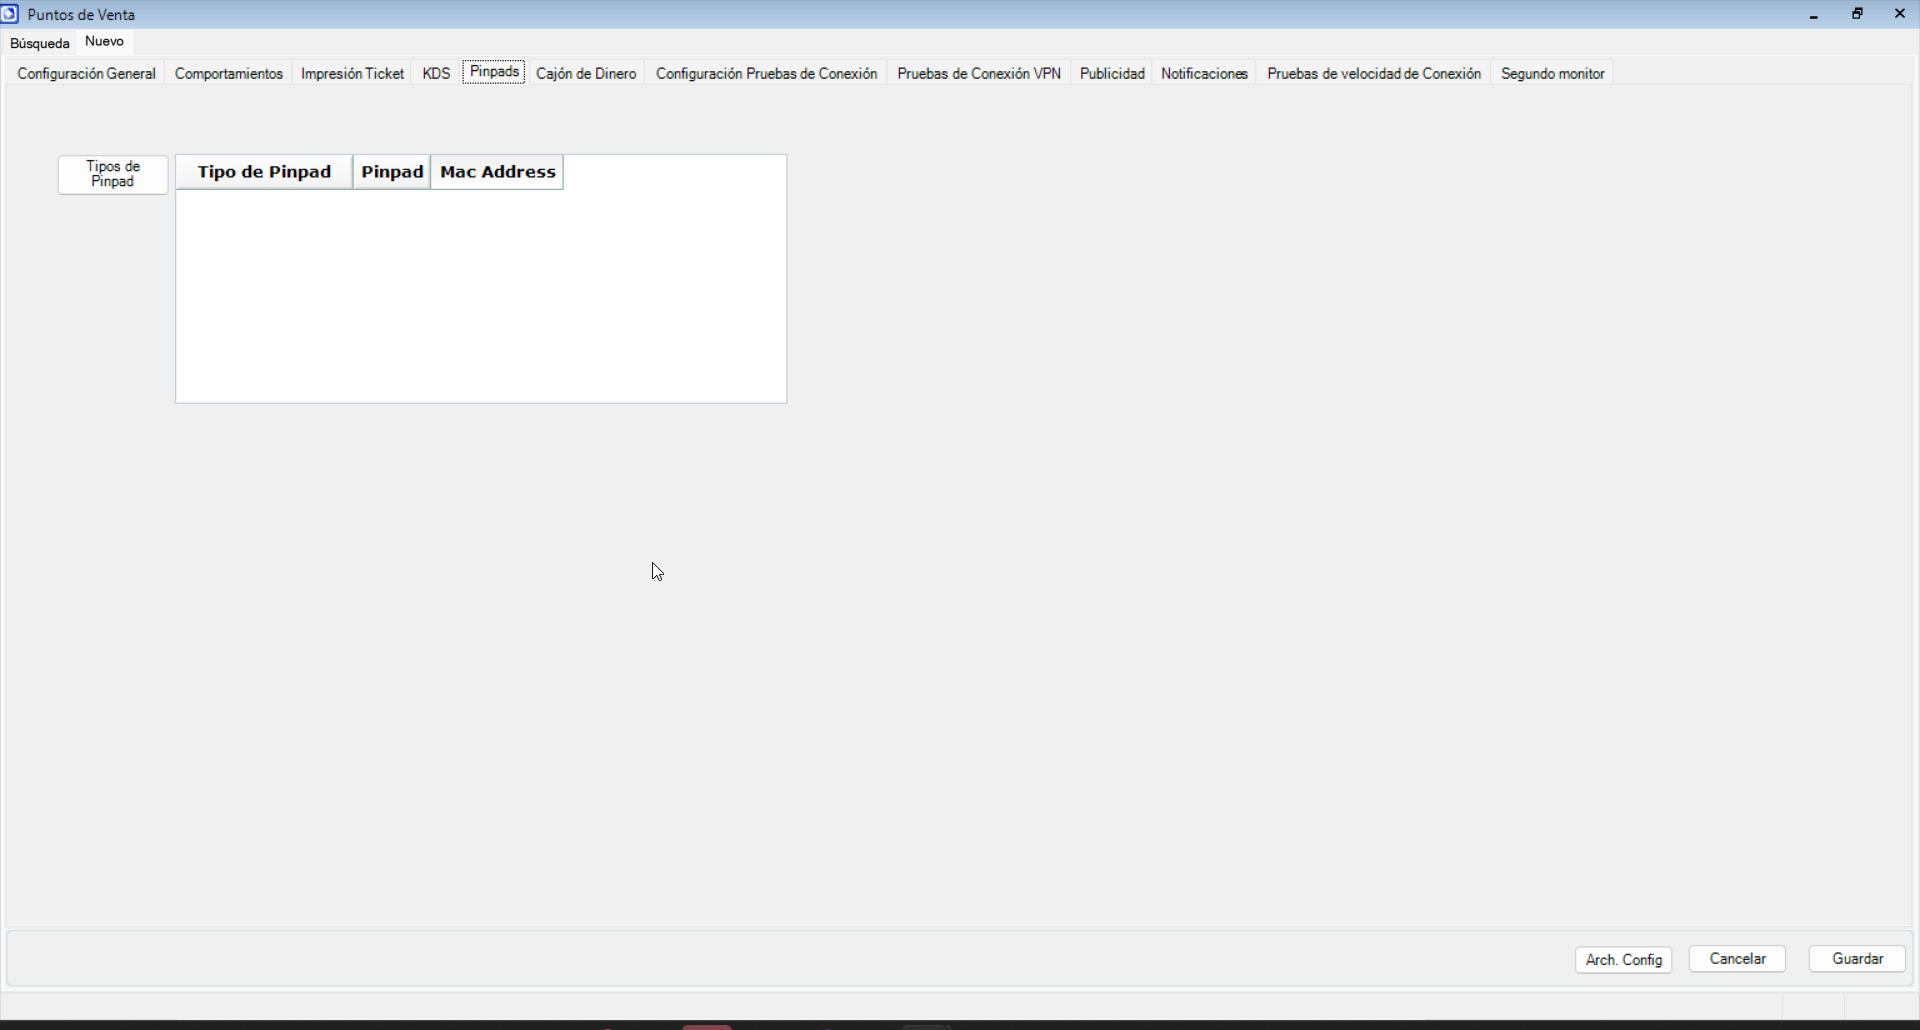 Puntos de Venta
Búsqueda Nuevo
Configuración General Comportamientos Impresión Ticket KDS Pinpads Cajón de Dinero Configuración Pruebas de Conexión Pruebas de Conexión VPN Publicidad Notificaciones Pruebas de velocidad de Conexión Segundo monitor
Tipos de
Pinpad
Tipo de Pinpad Pinpad Mac Address
Arch. Config Cancelar Guardar